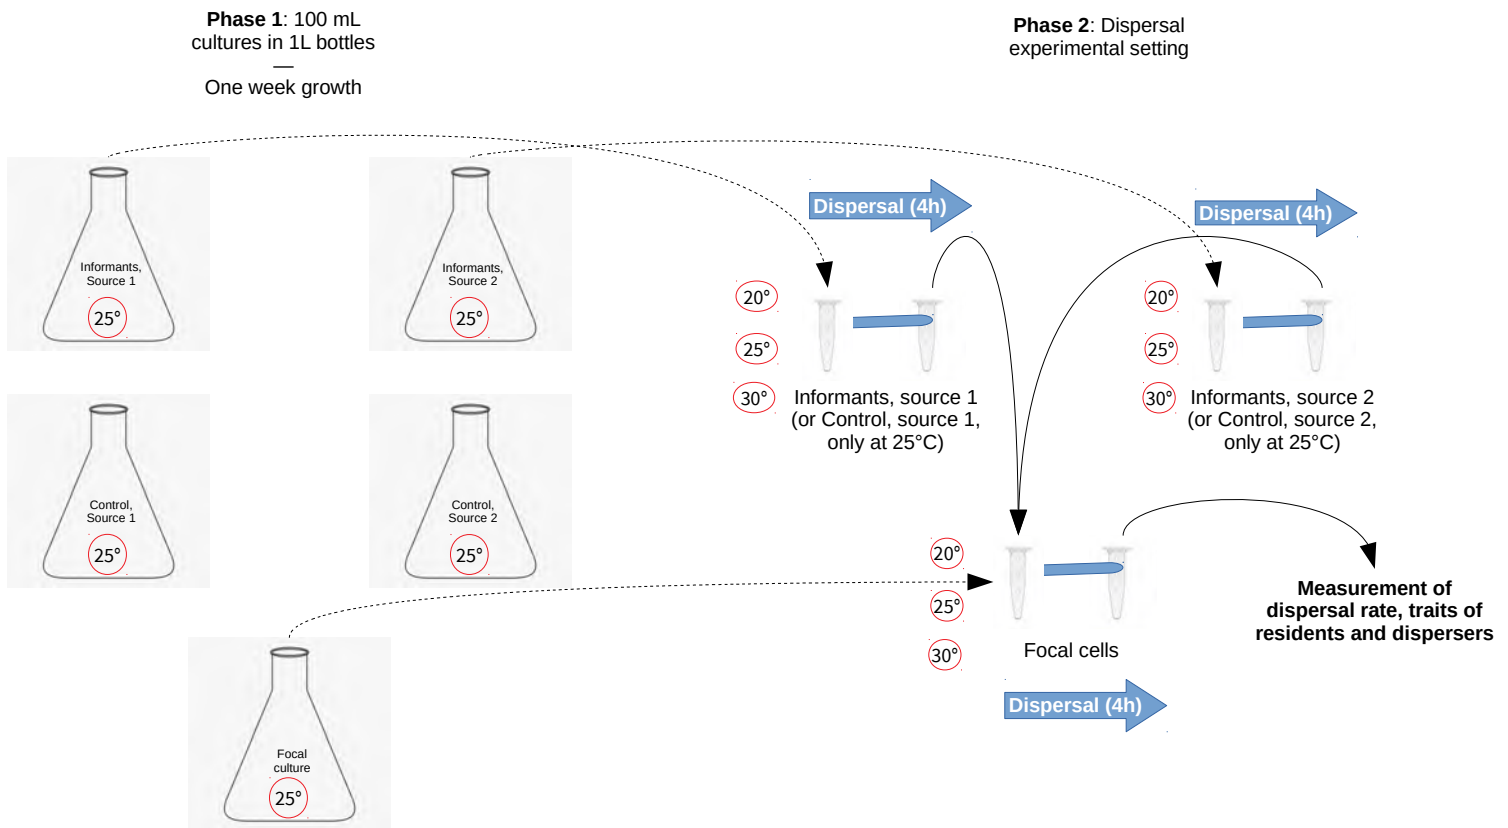 Phase 1: 100 mL
cultures in 1L bottles
—
One week growth
Phase 2: Dispersal
experimental setting
Informants,
Source 1
25°
Informants,
Source 2
25°
Control,
Source 1
25°
Control,
Source 2
25°
Focal
culture
25°
Dispersal (4h)
20°
25°
30°
Informants, source 1
(or Control, source 1,
only at 25°C)
Dispersal (4h)
20°
25°
30°
Informants, source 2
(or Control, source 2,
only at 25°C)
20°
25°
30°
Focal cells
Dispersal (4h)
Measurement of
dispersal rate, traits of
residents and dispersers